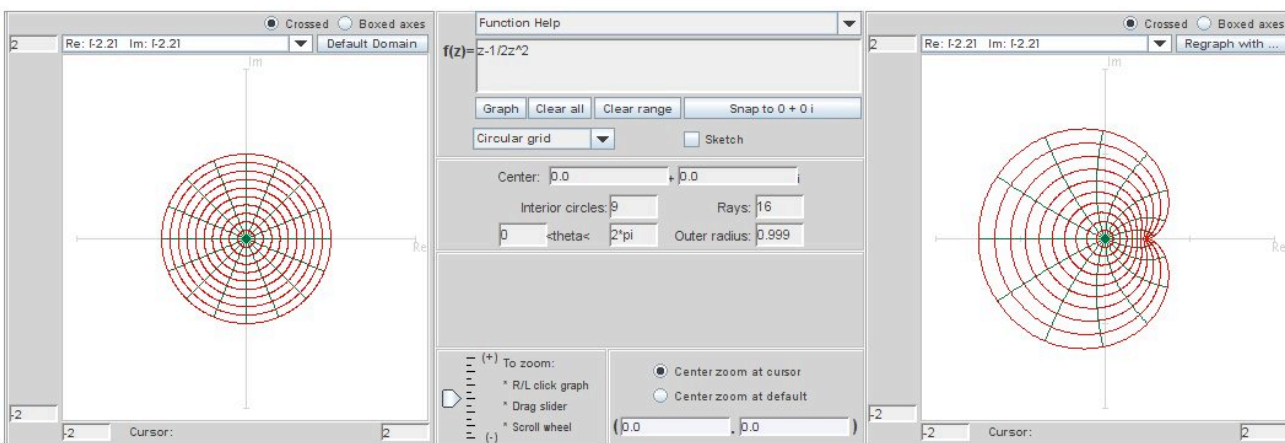 Crossed Boxed axes
2
Re: [-2.2] Im: [-2.2]
Default Domain
Im
Re
-2
-2 Cursor: 2
Function Help
f(z)= z-1/2z^2
Graph Clear all Clear range Snap to 0 + 0 i
Circular grid Sketch
Center: 0.0 + 0.0 i
Interior circles: 9 Rays: 16
0 <theta< 2*pi Outer radius: 0.999
(+) To zoom:
* R/L click graph
* Drag slider
* Scroll wheel
(-)
Center zoom at cursor
Center zoom at default
( 0.0 , 0.0 )
Crossed Boxed axes
2
Re: [-2.2] Im: [-2.2]
Regraph with ...
Im
Re
-2
-2 Cursor: 2